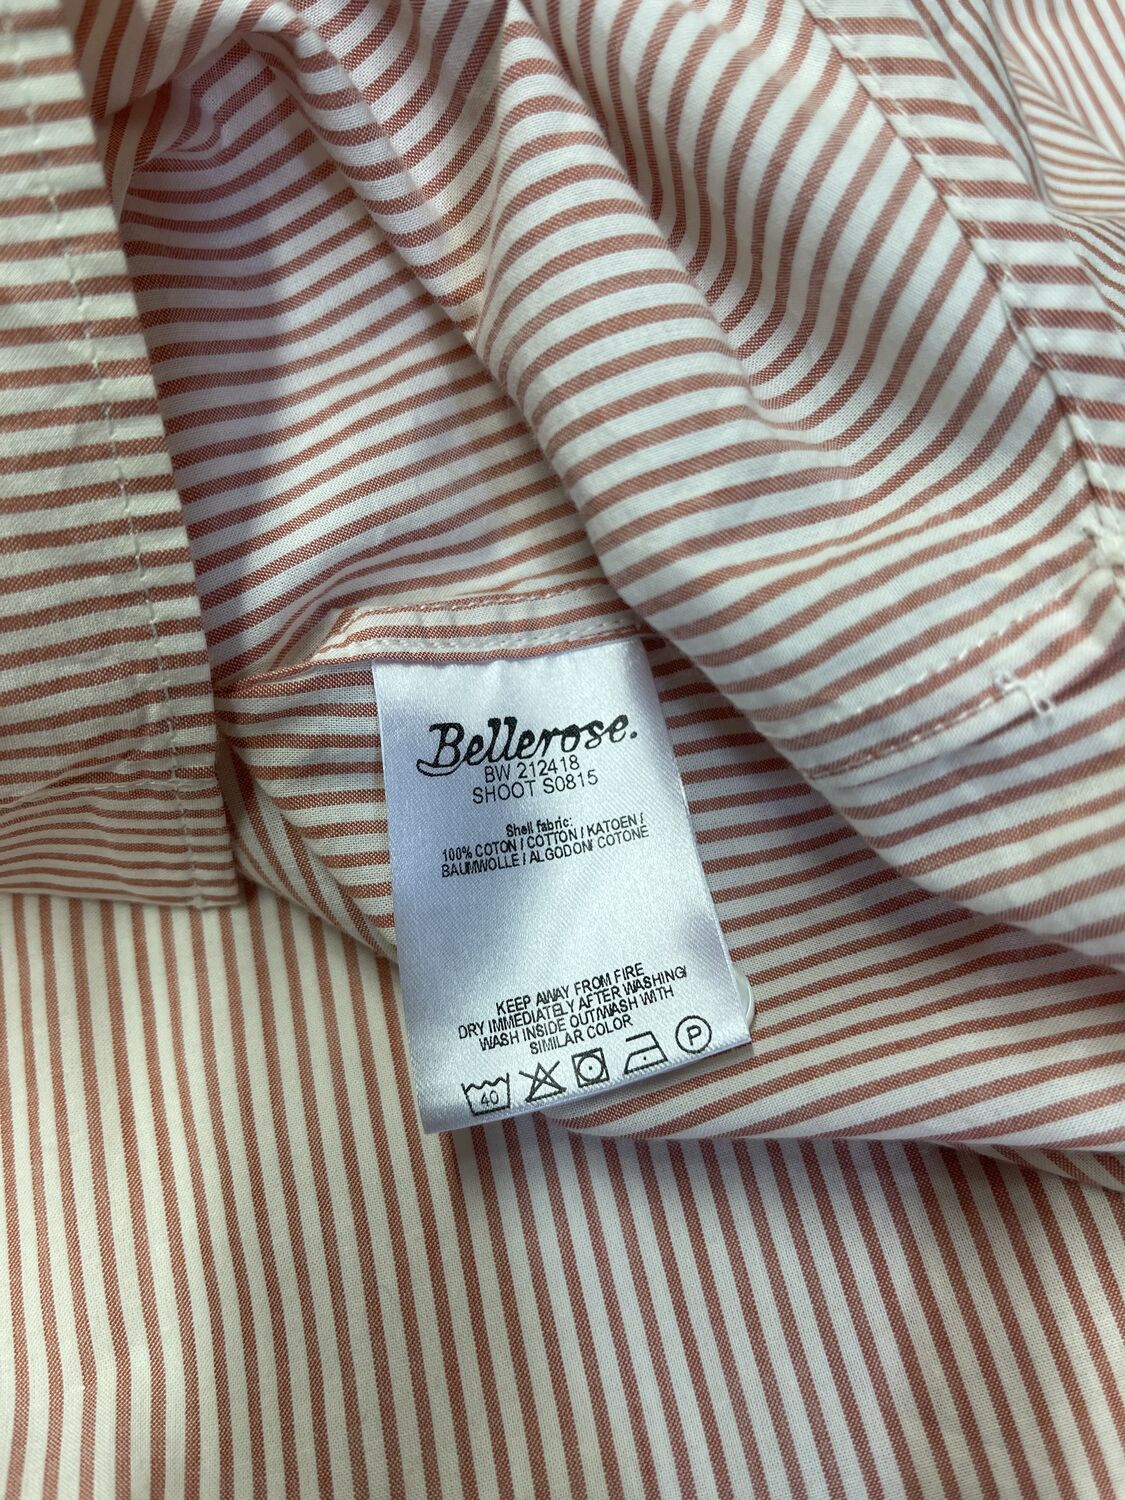 Bellerose.
BW 212418
SHOOT S0815
Shell fabric:
100% COTON / COTTON / KATOEN /
BAUMWOLLE / ALGODON/ COTONE
KEEP AWAY FROM FIRE
DRY IMMEDIATELY AFTER WASHING/
WASH INSIDE OUT/WASH WITH
SIMILAR COLOR
40 P